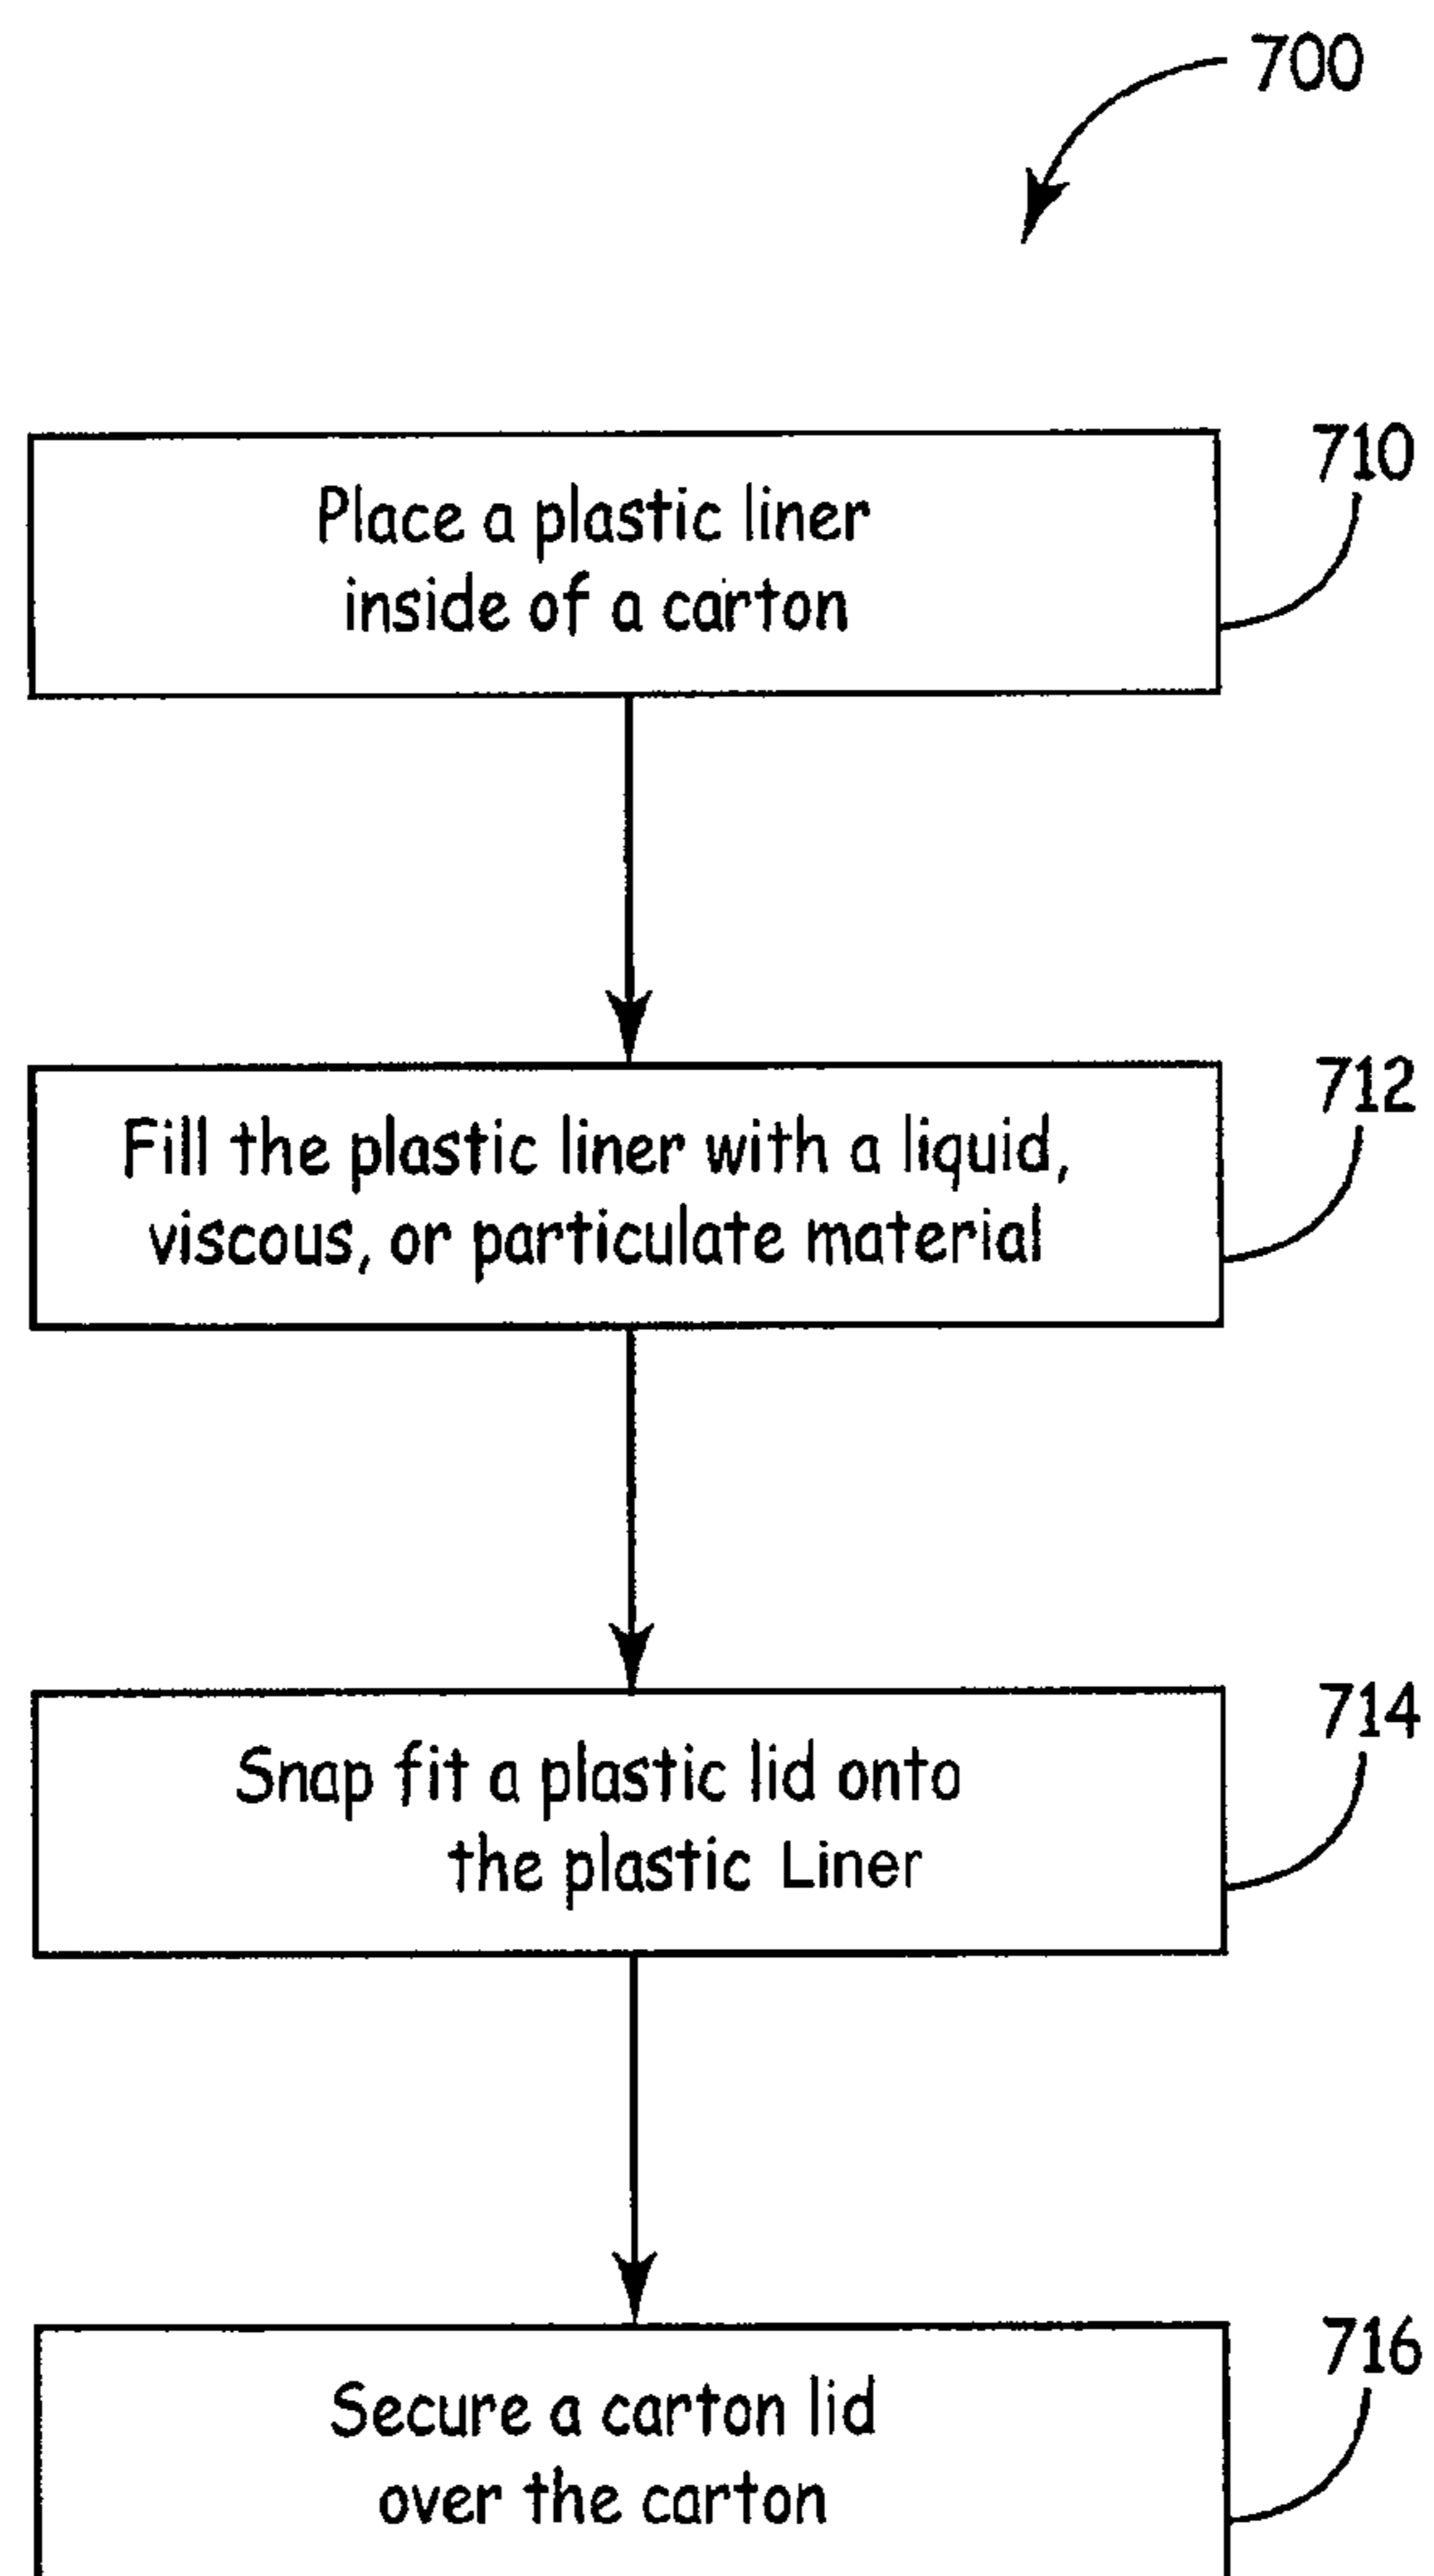 700
710
Place a plastic liner
inside of a carton
712
Fill the plastic liner with a liquid,
viscous, or particulate material
714
Snap fit a plastic lid onto
the plastic Liner
716
Secure a carton lid
over the carton